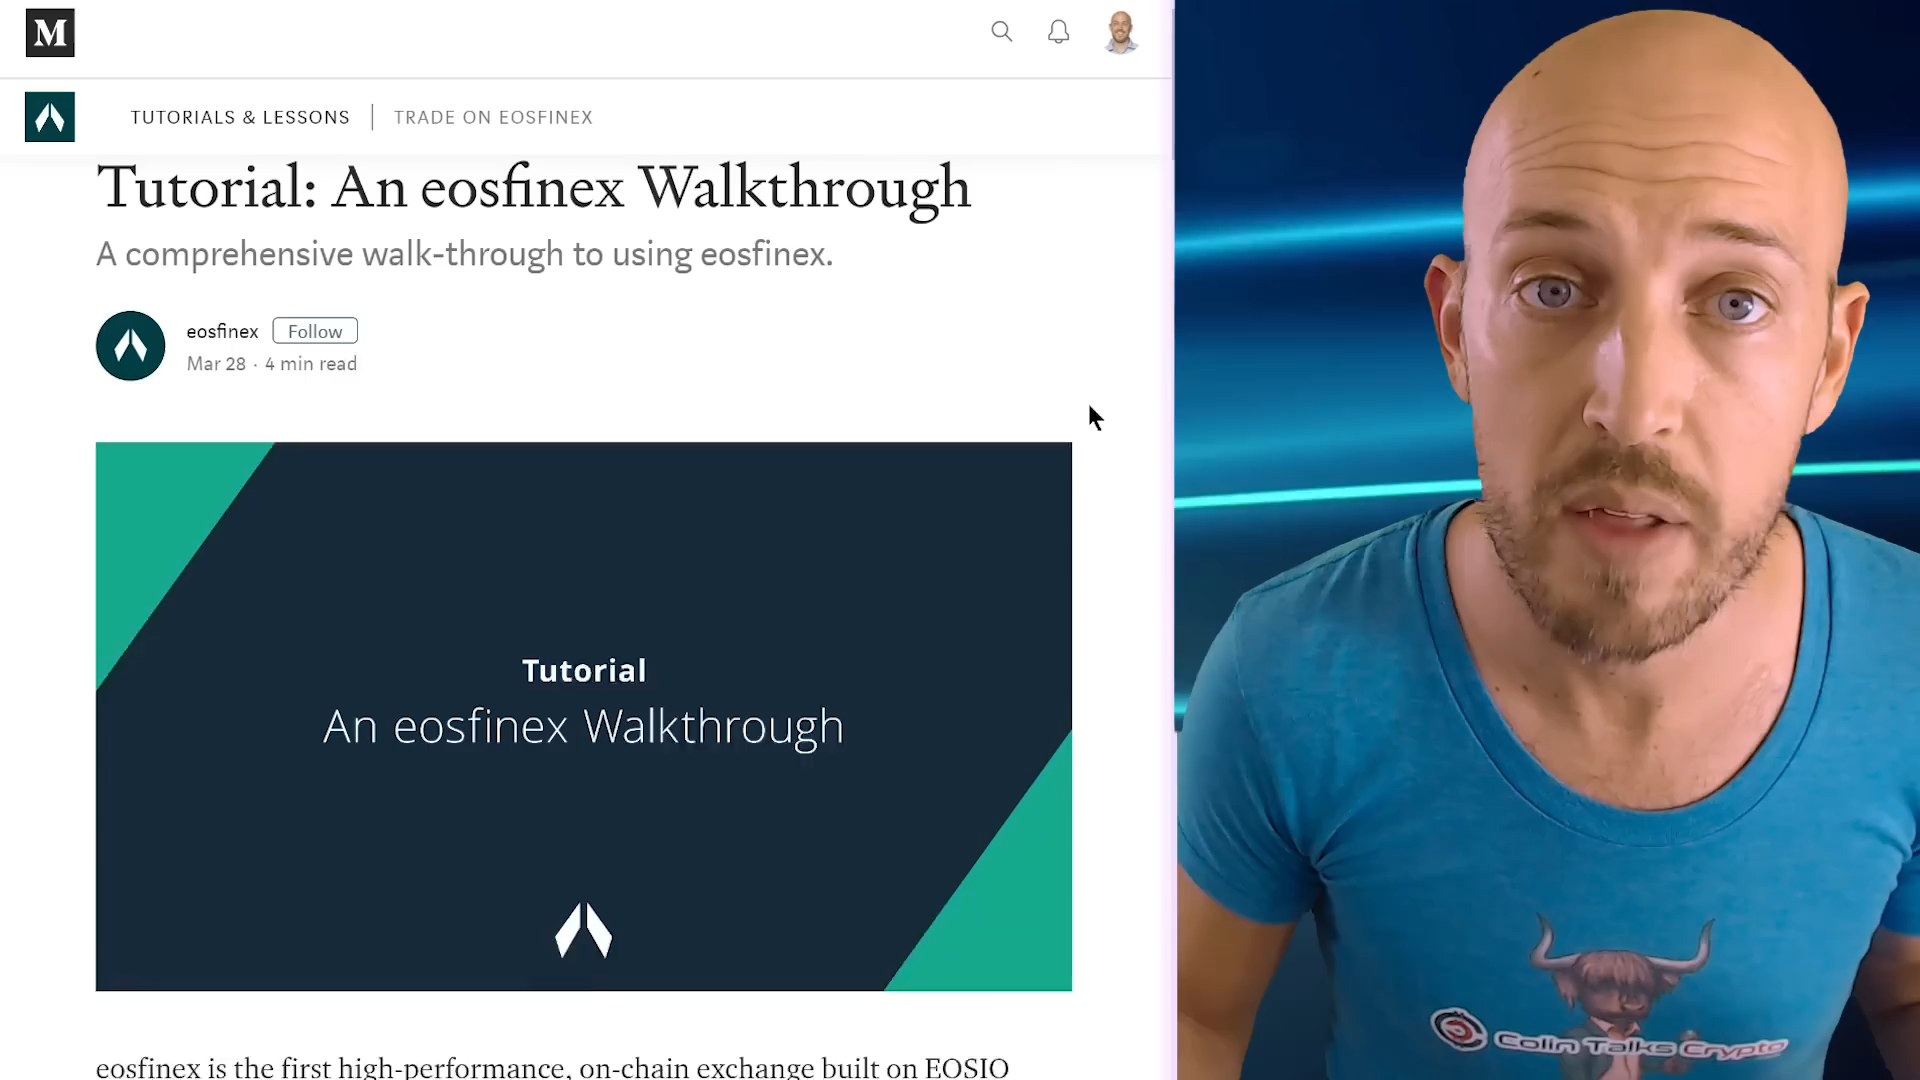 M
TUTORIALS & LESSONS | TRADE ON EOSFINEX
Tutorial: An eosfinex Walkthrough
A comprehensive walk-through to using eosfinex.
eosfinex Follow
Mar 28 · 4 min read
Tutorial
An eosfinex Walkthrough
eosfinex is the first high-performance, on-chain exchange built on EOSIO
Colin Talks Crypto